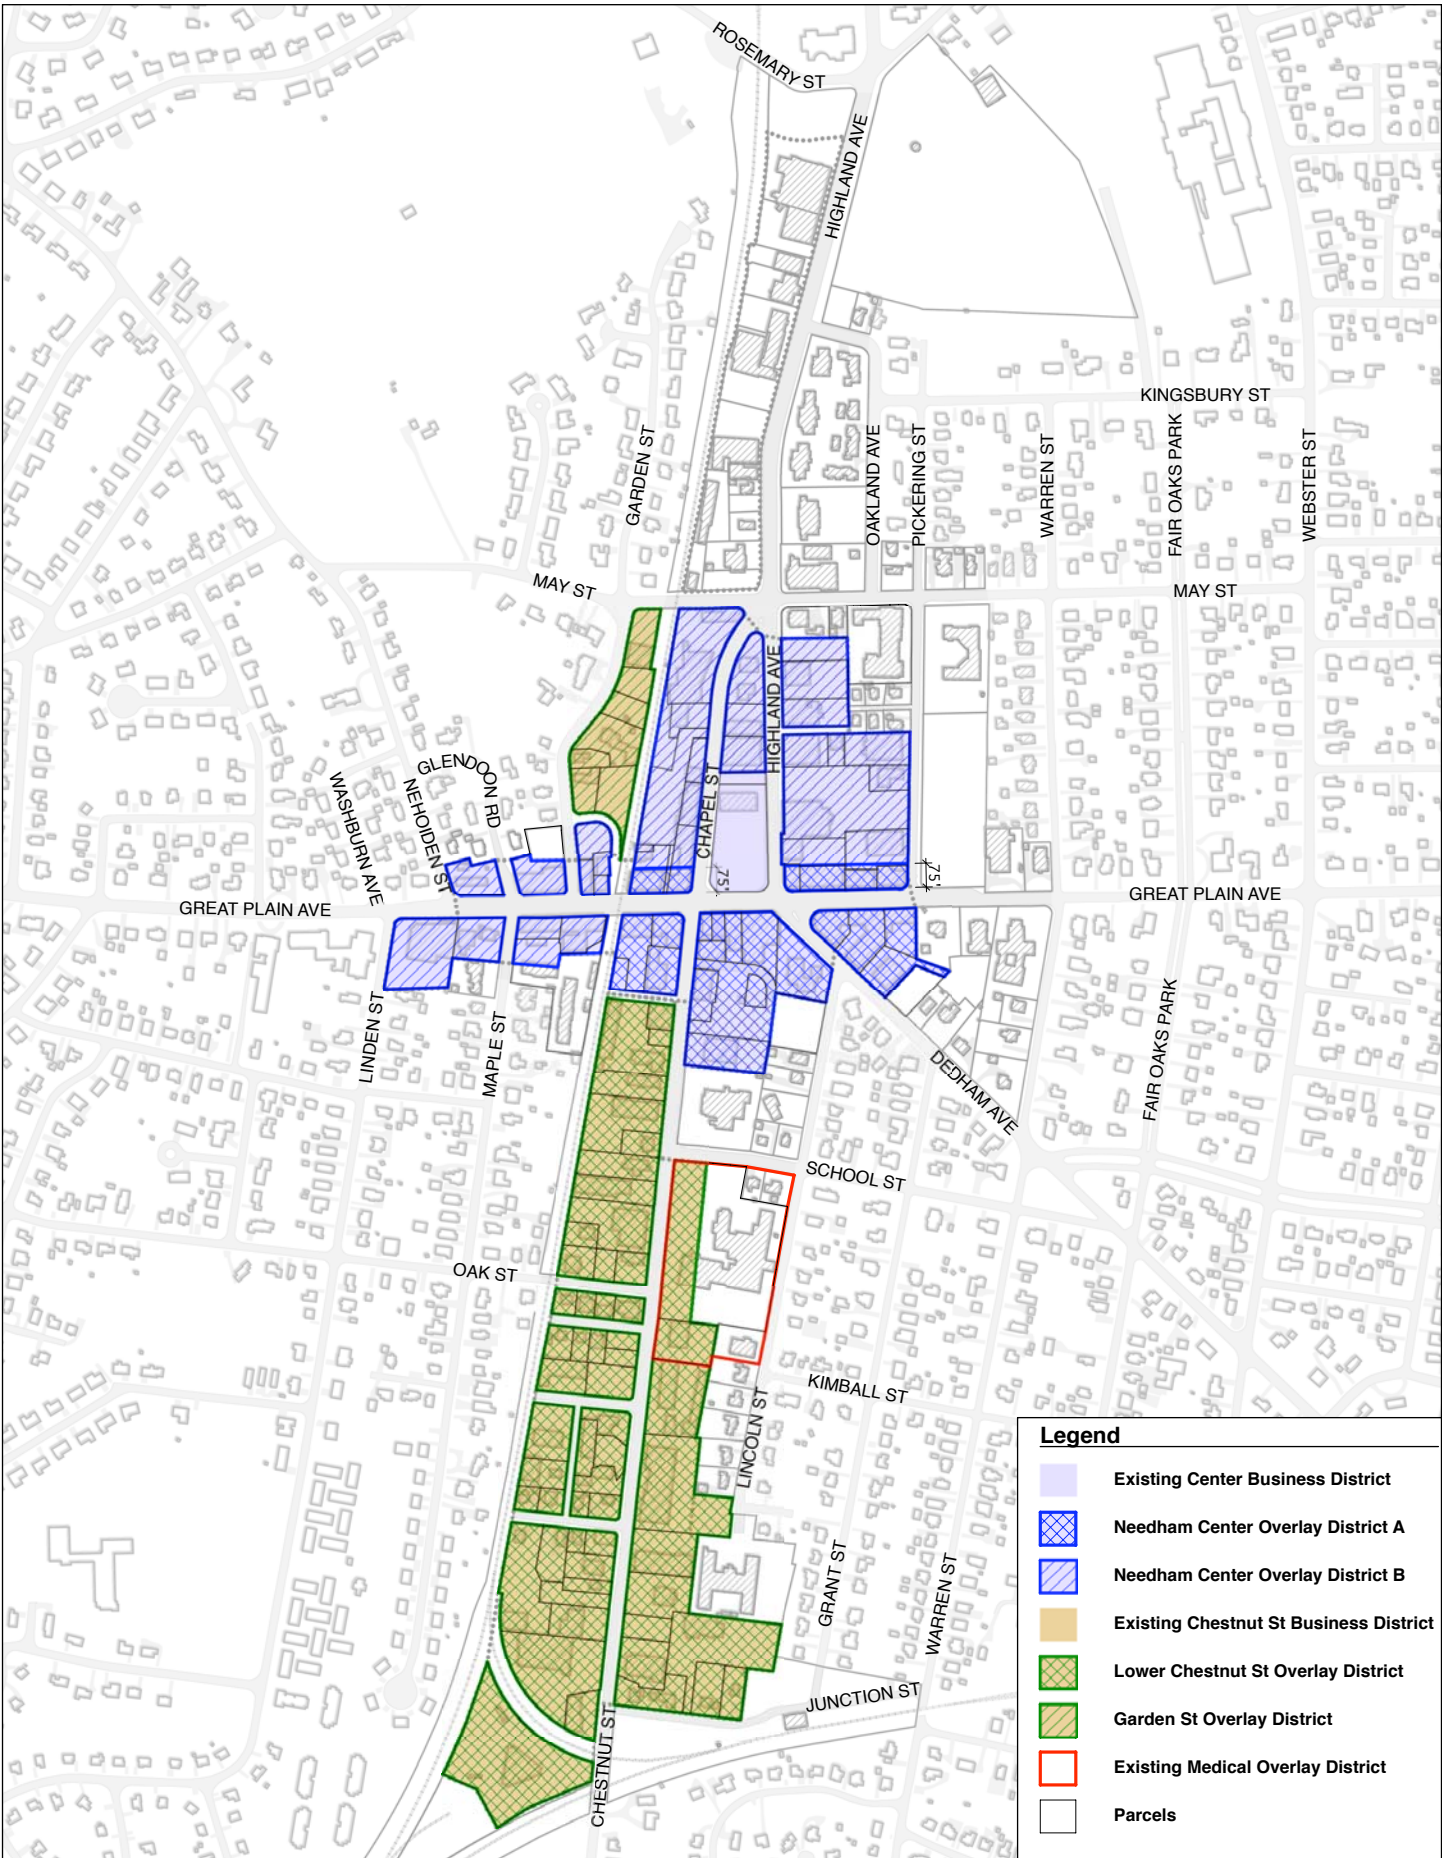 ROSEMARY ST
HIGHLAND AVE
KINGSBURY ST
GARDEN ST
OAKLAND AVE
PICKERING ST
WARREN ST
FAIR OAKS PARK
WEBSTER ST
MAY ST
MAY ST
HIGHLAND AVE
GLENDOON RD
CHAPEL ST
WASHBURN AVE
NEHOIDEN ST
75'
75'
GREAT PLAIN AVE
GREAT PLAIN AVE
LINDEN ST
MAPLE ST
DEDHAM AVE
FAIR OAKS PARK
SCHOOL ST
OAK ST
KIMBALL ST
LINCOLN ST
GRANT ST
WARREN ST
JUNCTION ST
CHESTNUT ST
Legend
Existing Center Business District
Needham Center Overlay District A
Needham Center Overlay District B
Existing Chestnut St Business District
Lower Chestnut St Overlay District
Garden St Overlay District
Existing Medical Overlay District
Parcels